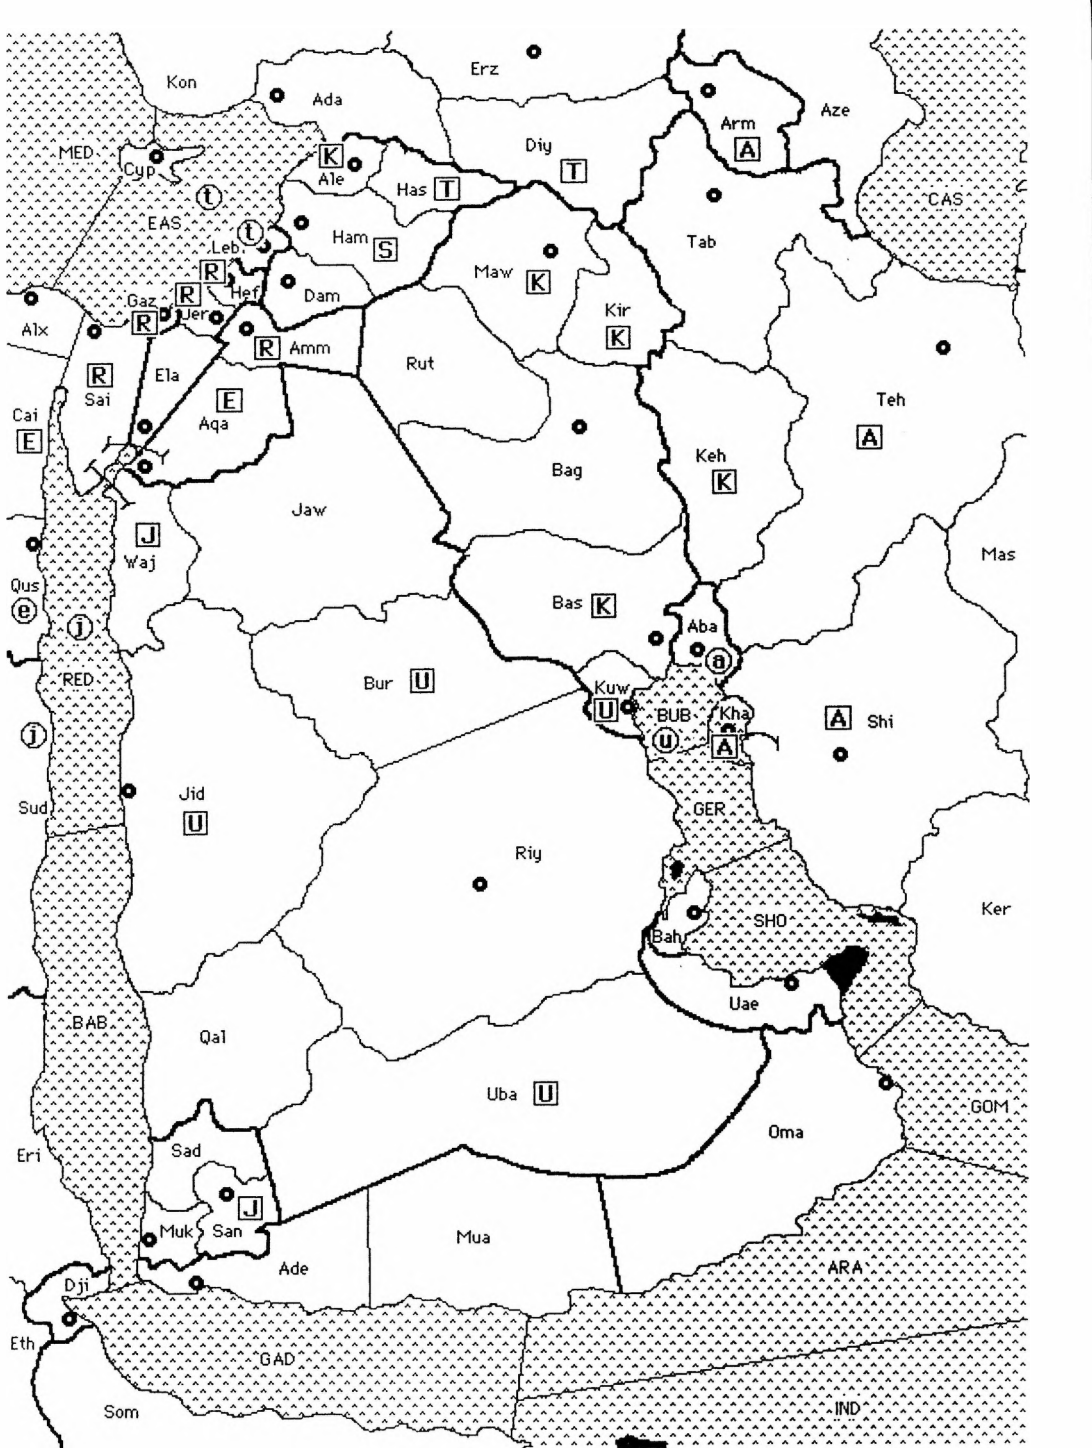 Kon
Ada
Erz
Arm
A
Aze
MED
Cyp
K
Ale
Has
T
Diy
T
CAS
t
EAS
t
Leb
Ham
S
Tab
R
Hef
Dam
Maw
K
Gaz
R
R
Jer
Kir
K
Alx
R
Amm
Rut
Teh
A
R
Sai
Ela
E
Aqa
Cai
E
Bag
Keh
K
Jaw
J
Waj
Mas
Qus
e
j
Bas
K
Aba
a
RED
Bur
U
Kuw
U
BUB
u
Kha
A
A
Shi
j
Sud
Jid
U
GER
Riy
Ker
SHO
Bah
Uae
BAB
Qal
Uba
U
GOM
Oma
Eri
Sad
J
Muk
San
Mua
Ade
ARA
Dji
Eth
GAD
Som
IND